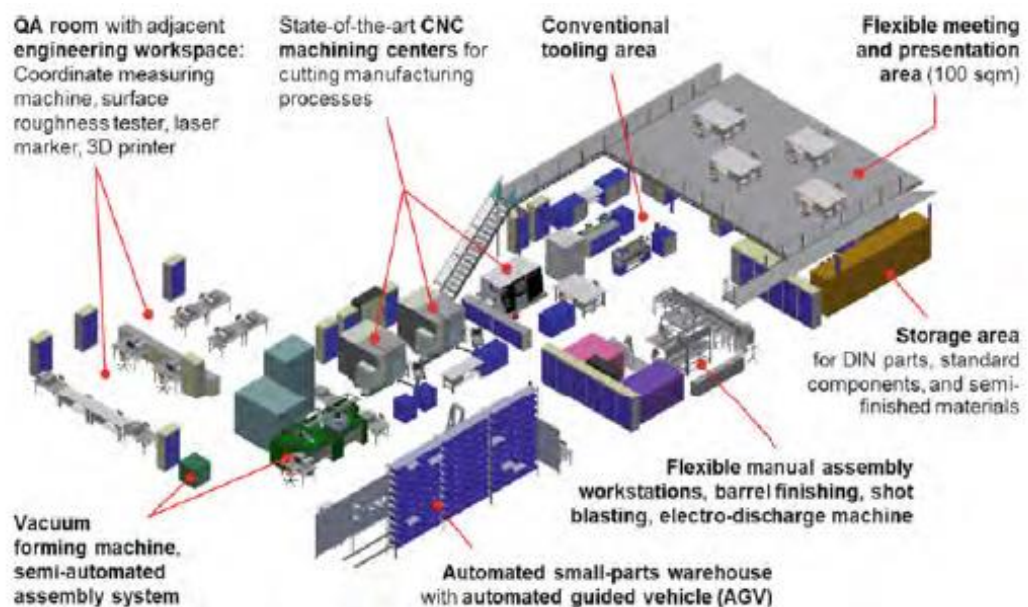 QA room with adjacent
engineering workspace:
Coordinate measuring
machine, surface
roughness tester, laser
marker, 3D printer
State-of-the-art CNC
machining centers for
cutting manufacturing
processes
Conventional
tooling area
Flexible meeting
and presentation
area (100 sqm)
Storage area
for DIN parts, standard
components, and semi-
finished materials
Flexible manual assembly
workstations, barrel finishing, shot
blasting, electro-discharge machine
Vacuum
forming machine,
semi-automated
assembly system
Automated small-parts warehouse
with automated guided vehicle (AGV)